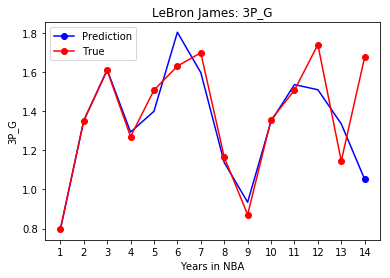 LeBron James: 3P_G
Prediction
True
1.8
1.6
1.4
1.2
1.0
0.8
3P_G
1 2 3 4 5 6 7 8 9 10 11 12 13 14
Years in NBA